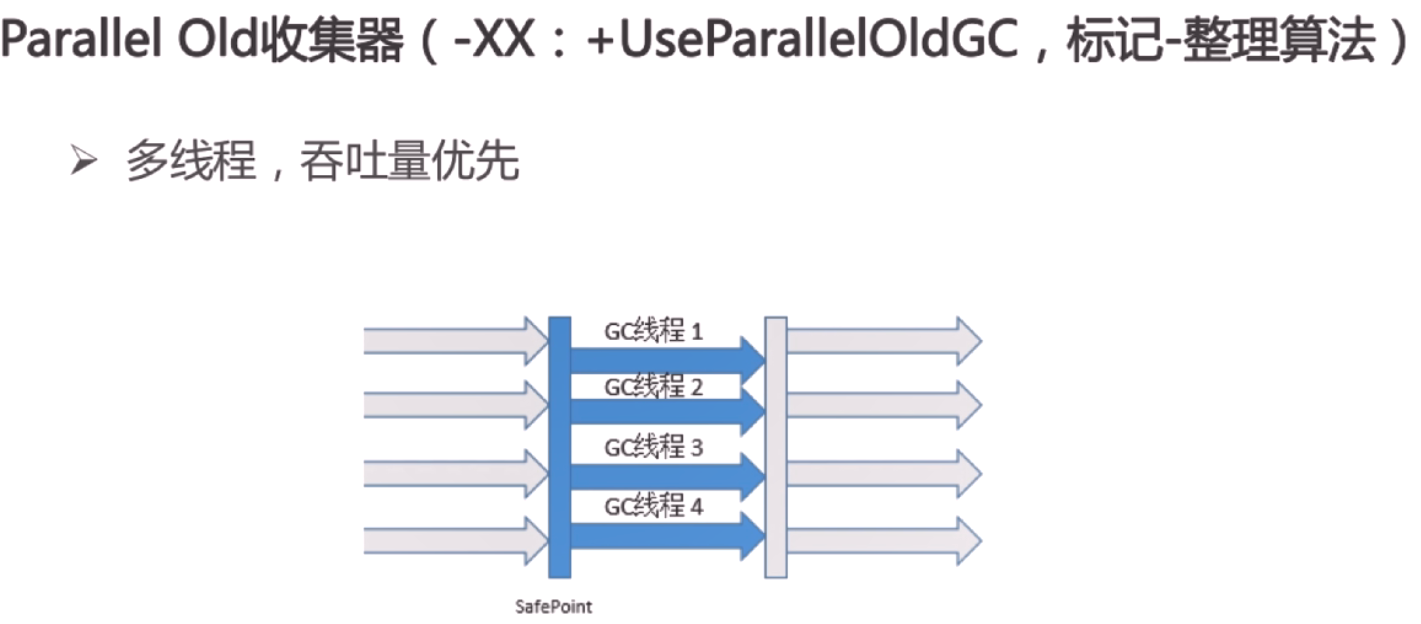 Parallel Old收集器（-XX：+UseParallelOldGC，标记-整理算法）
➢ 多线程，吞吐量优先
GC线程 1
GC线程 2
GC线程 3
GC线程 4
SafePoint